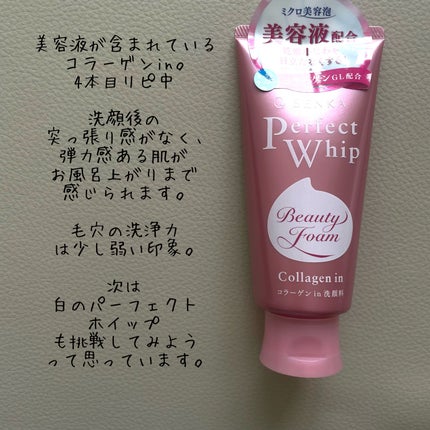 美容液が含まれている
コラーゲンin。
4本目リピ中
洗顔後の
突っ張り感がなく、
弾力感ある肌が
お風呂上がりまで
感じられます。
毛穴の洗浄力
は少し弱い印象。
次は
白のパーフェクト
ホイップ
も挑戦してみよう
って思っています。
ミクロ美容泡
美容液配合
GL配合
SENKA
Perfect
Whip
Beauty
Foam
Collagen in
コラーゲン in 洗顔料